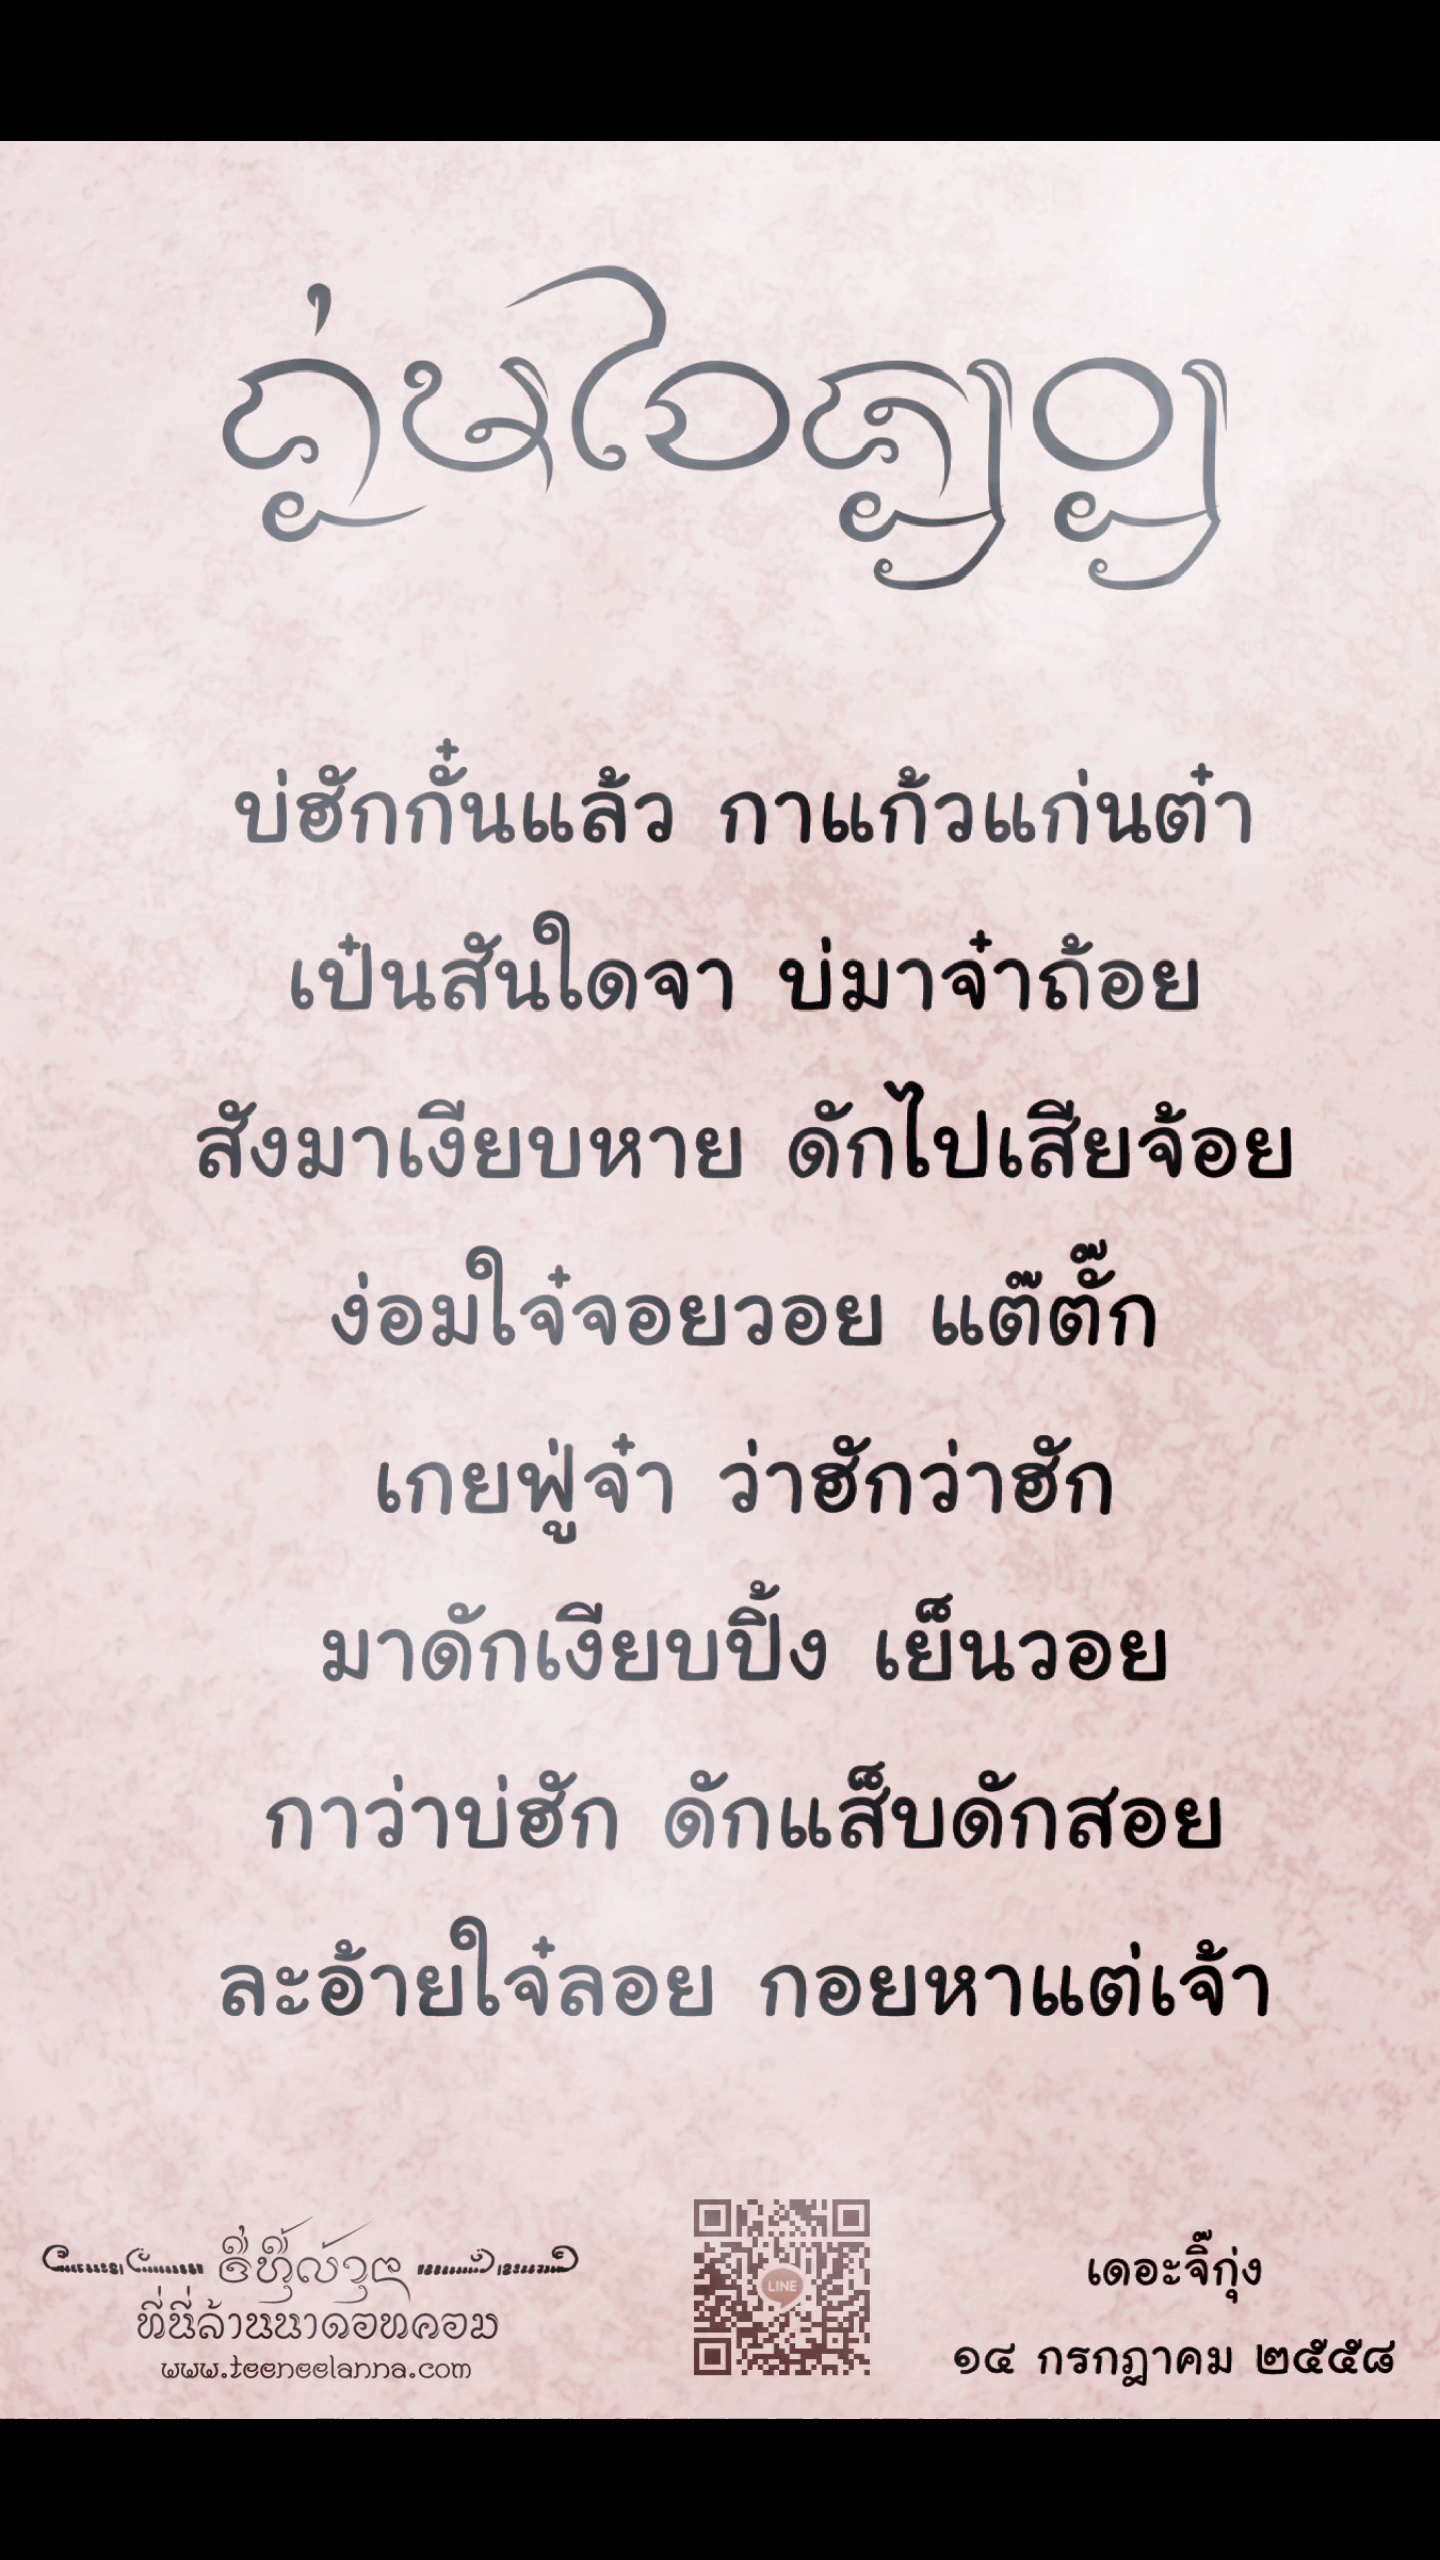 บ่ฮักกั๋นแล้ว กาแก้วแก่นต๋า
เป๋นสันใดจา บ่มาจ๋าถ้อย
สังมาเงียบหาย ดักไปเสียจ้อย
ง่อมใจ๋จอยวอย แต๊ตั๊ก
เกยฟู่จ๋า ว่าฮักว่าฮัก
มาดักเงียบปิ้ง เย็นวอย
กาว่าบ่ฮัก ดักแส็บดักสอย
ละอ้ายใจ๋ลอย กอยหาแต่เจ้า
ที่นี่ล้านนาดอทคอม
www.teeneelanna.com
LINE
เดอะจิ๊กุ่ง
๑๔ กรกฎาคม ๒๕๕๘